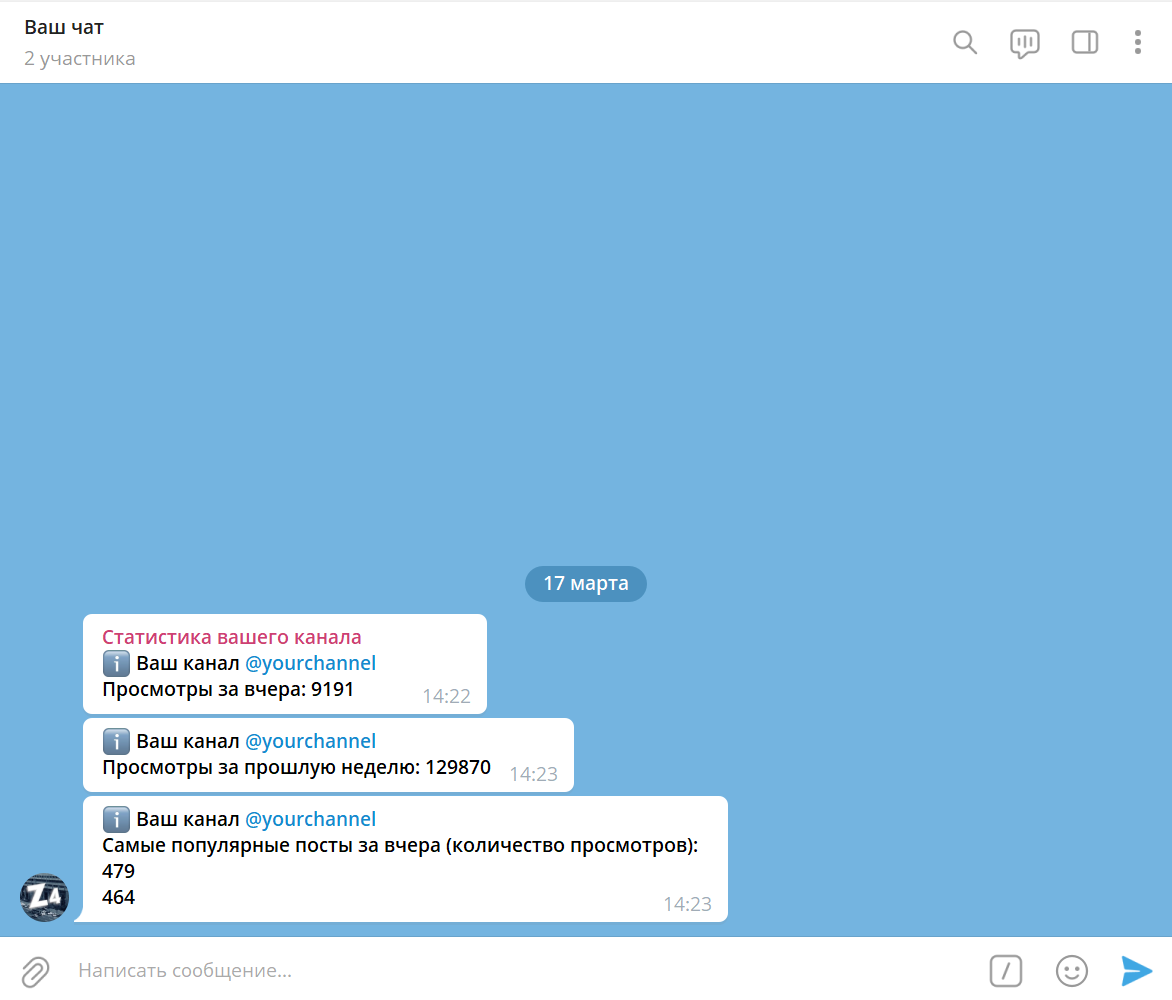 Ваш чат
2 участника
17 марта
Статистика вашего канала
Ваш канал @yourchannel
Просмотры за вчера: 9191
14:22
Ваш канал @yourchannel
Просмотры за прошлую неделю: 129870
14:23
Ваш канал @yourchannel
Самые популярные посты за вчера (количество просмотров):
479
464
14:23
Z4
Написать сообщение...